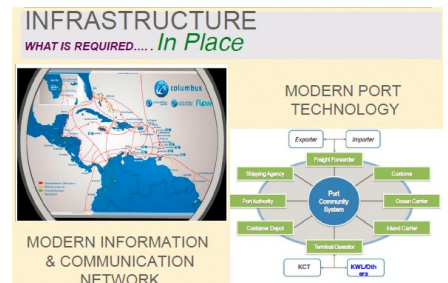 INFRASTRUCTURE
WHAT IS REQUIRED..... In Place
columbus
flow
MODERN PORT
TECHNOLOGY
Exporter
Importer
Freight Forwarder
Shipping Agency
Customs
Port Authority
Port
Community
System
Ocean Carrier
Container Depot
Inland Carrier
Terminal Operator
KCT
KWL/Oth
ers
MODERN INFORMATION
& COMMUNICATION
NETWORK